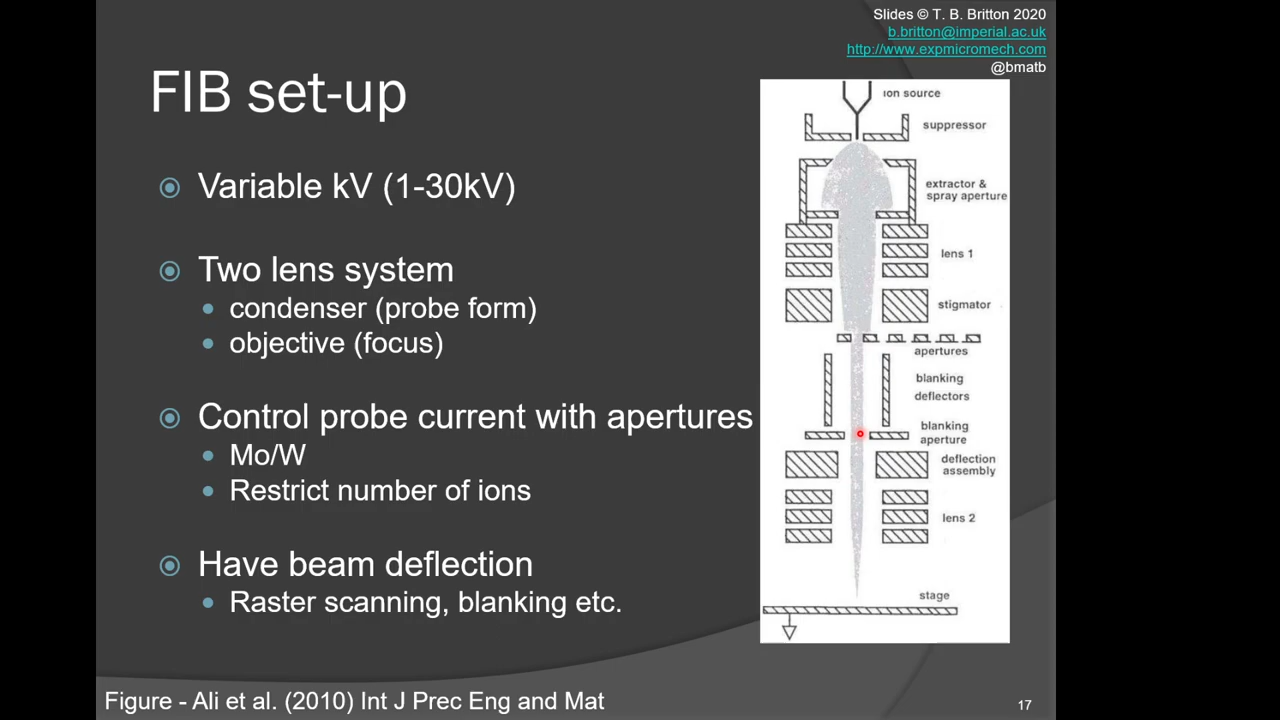 Slides © T. B. Britton 2020
b.britton@imperial.ac.uk
http://www.expmicromech.com
@bmatb
FIB set-up
Variable kV (1-30kV)
Two lens system
condenser (probe form)
objective (focus)
Control probe current with apertures
Mo/W
Restrict number of ions
Have beam deflection
Raster scanning, blanking etc.
ion source
suppressor
extractor &
spray aperture
lens 1
stigmator
apertures
blanking
deflectors
blanking
aperture
deflection
assembly
lens 2
stage
Figure - Ali et al. (2010) Int J Prec Eng and Mat
17